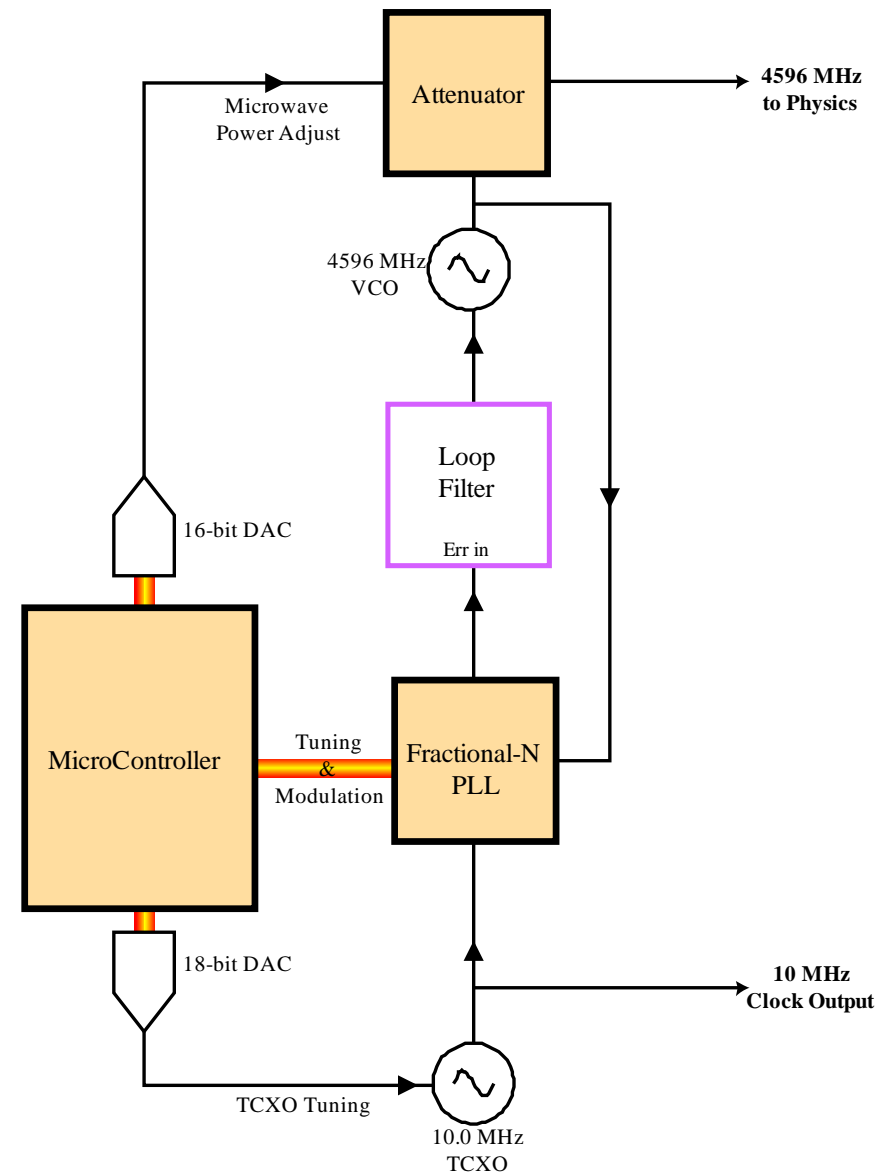 Attenuator
4596 MHz
to Physics
Microwave
Power Adjust
4596 MHz
VCO
Loop
Filter
Err in
16-bit DAC
MicroController
Tuning
&
Modulation
Fractional-N
PLL
18-bit DAC
10 MHz
Clock Output
TCXO Tuning
10.0 MHz
TCXO